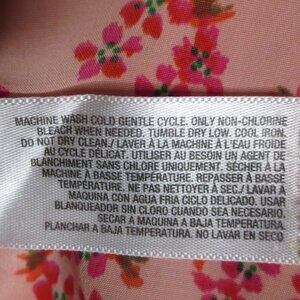 MACHINE WASH COLD GENTLE CYCLE. ONLY NON-CHLORINE
BLEACH WHEN NEEDED. TUMBLE DRY LOW. COOL IRON.
DO NOT DRY CLEAN./ LAVER À LA MACHINE À L'EAU FROIDE
AU CYCLE DÉLICAT. UTILISER AU BESOIN UN AGENT DE
BLANCHIMENT SANS CHLORE UNIQUEMENT. SÉCHER À LA
MACHINE À BASSE TEMPÉRATURE. REPASSER À BASSE
TEMPÉRATURE. NE PAS NETTOYER À SEC./ LAVAR A
MAQUINA CON AGUA FRIA CICLO DELICADO. USAR
BLANQUEADOR SIN CLORO CUANDO SEA NECESARIO.
SECAR A MAQUINA A BAJA TEMPERATURA.
PLANCHAR A BAJA TEMPERATURA. NO LAVAR EN SECO